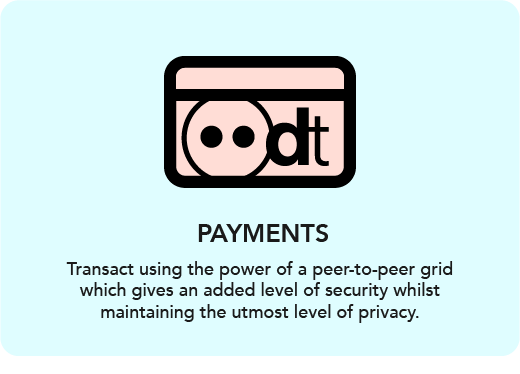 dt
PAYMENTS
Transact using the power of a peer-to-peer grid
which gives an added level of security whilst
maintaining the utmost level of privacy.